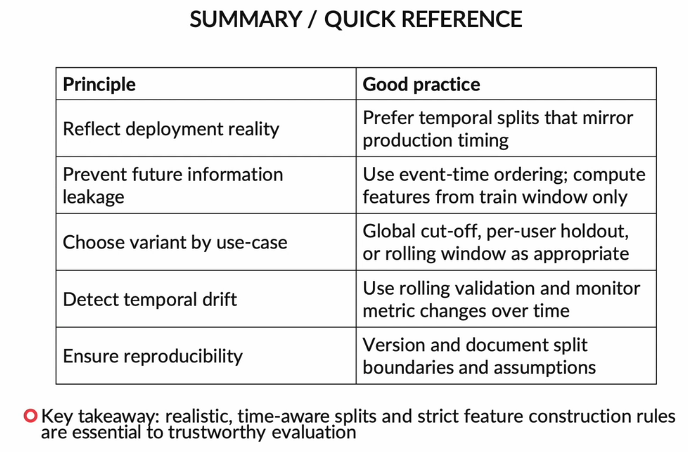 SUMMARY / QUICK REFERENCE
Principle
Good practice
Reflect deployment reality
Prefer temporal splits that mirror
production timing
Prevent future information
leakage
Use event-time ordering; compute
features from train window only
Choose variant by use-case
Global cut-off, per-user holdout,
or rolling window as appropriate
Detect temporal drift
Use rolling validation and monitor
metric changes over time
Ensure reproducibility
Version and document split
boundaries and assumptions
Key takeaway: realistic, time-aware splits and strict feature construction rules
are essential to trustworthy evaluation